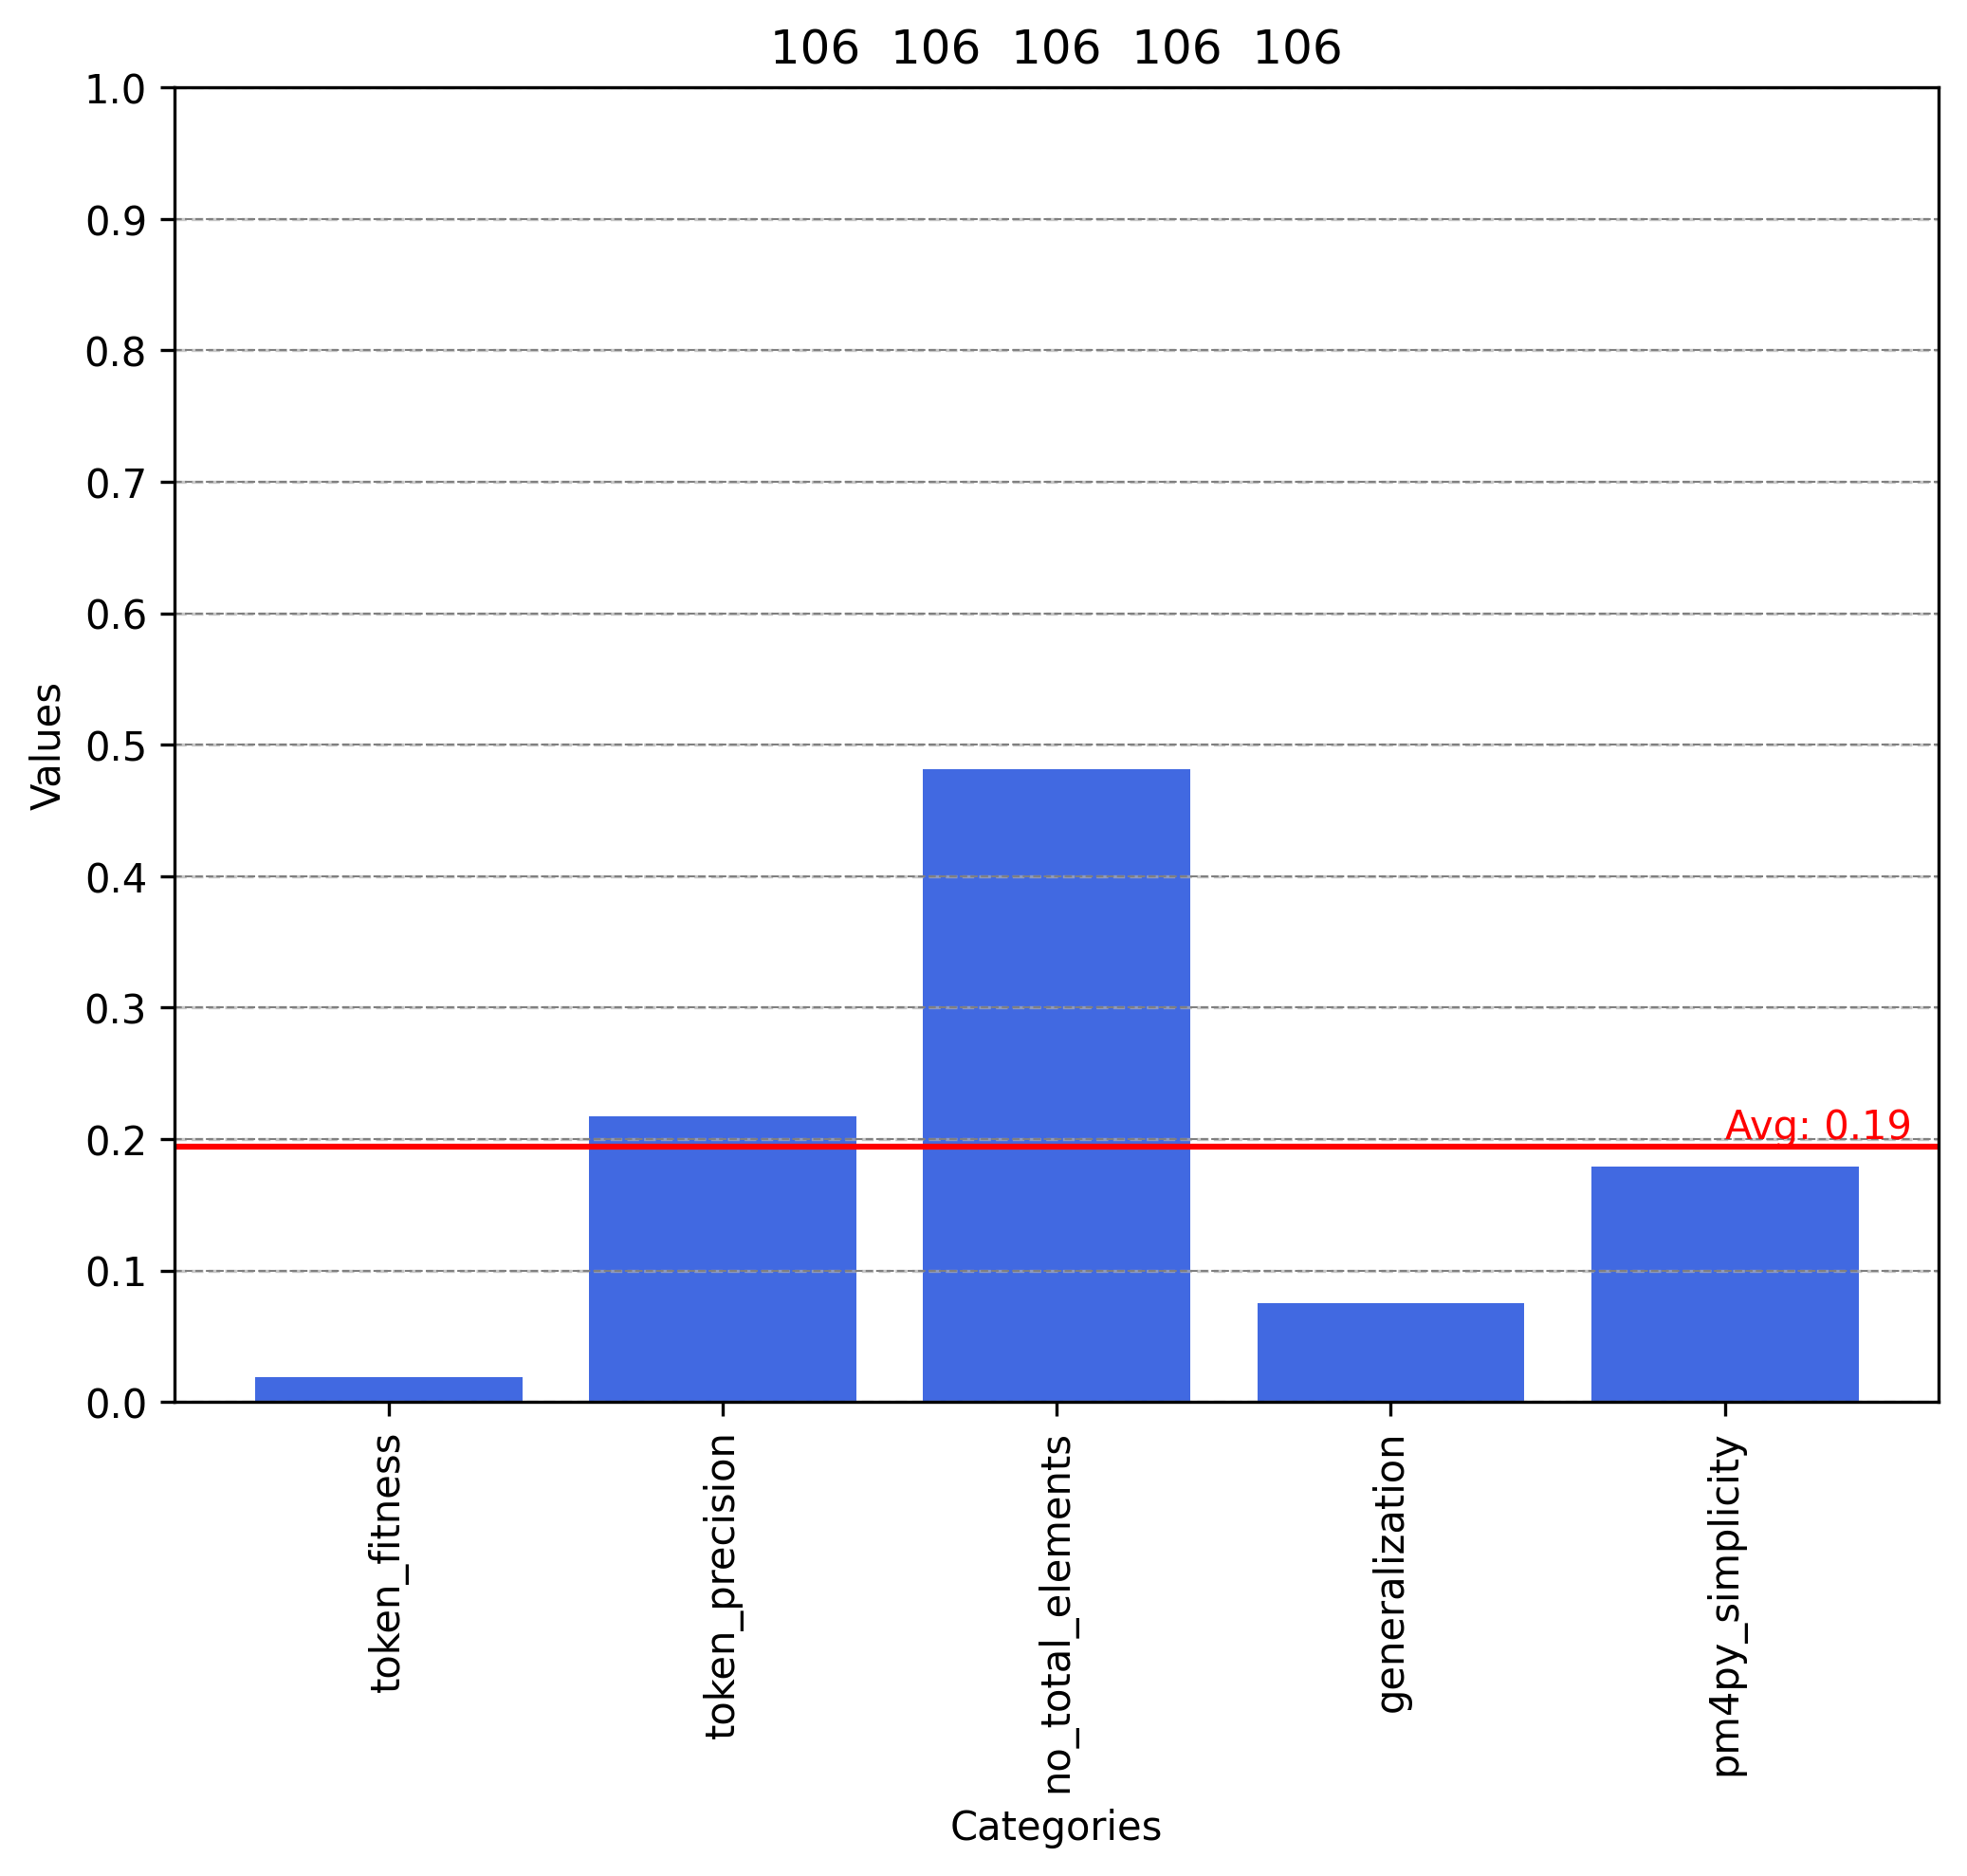 106 106 106 106 106
1.0
0.9
0.8
0.7
0.6
0.5
0.4
0.3
0.2
0.1
0.0
Values
Avg: 0.19
token_fitness
token_precision
no_total_elements
generalization
pm4py_simplicity
Categories